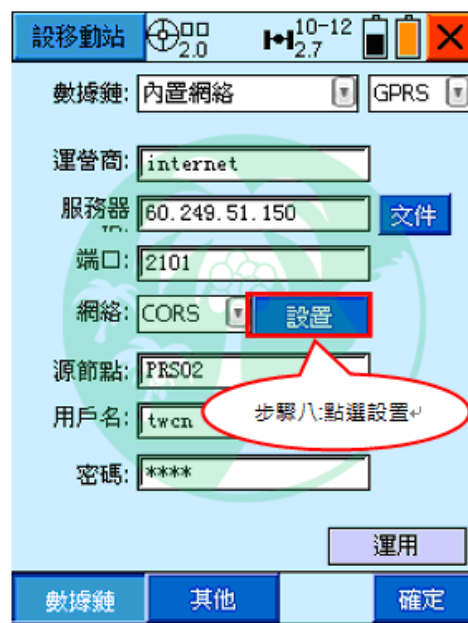 設移動站 2.0 10-12 2.7
數據鏈: 內置網絡 GPRS
運營商: internet
服務器 60.249.51.150 文件
端口: 2101
網絡: CORS 設置
源節點: PRS02
用戶名: twcn
步驟八:點選設置↵
密碼: ****
運用
數據鏈 其他 確定